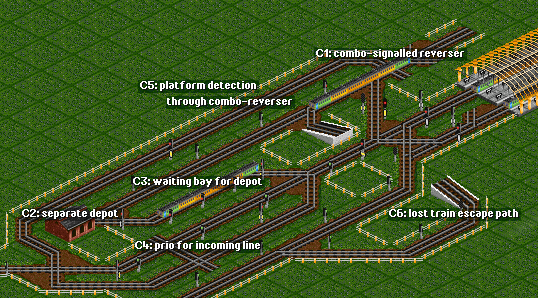 C1: combo-signalled reverser
C5: platform detection
through combo-reverser
C3: waiting bay for depot
C2: separate depot
C6: lost train escape path
C4: prio for incoming line